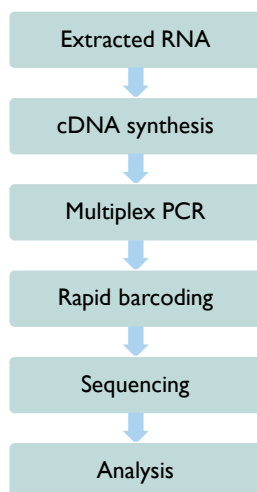 Extracted RNA
cDNA synthesis
Multiplex PCR
Rapid barcoding
Sequencing
Analysis